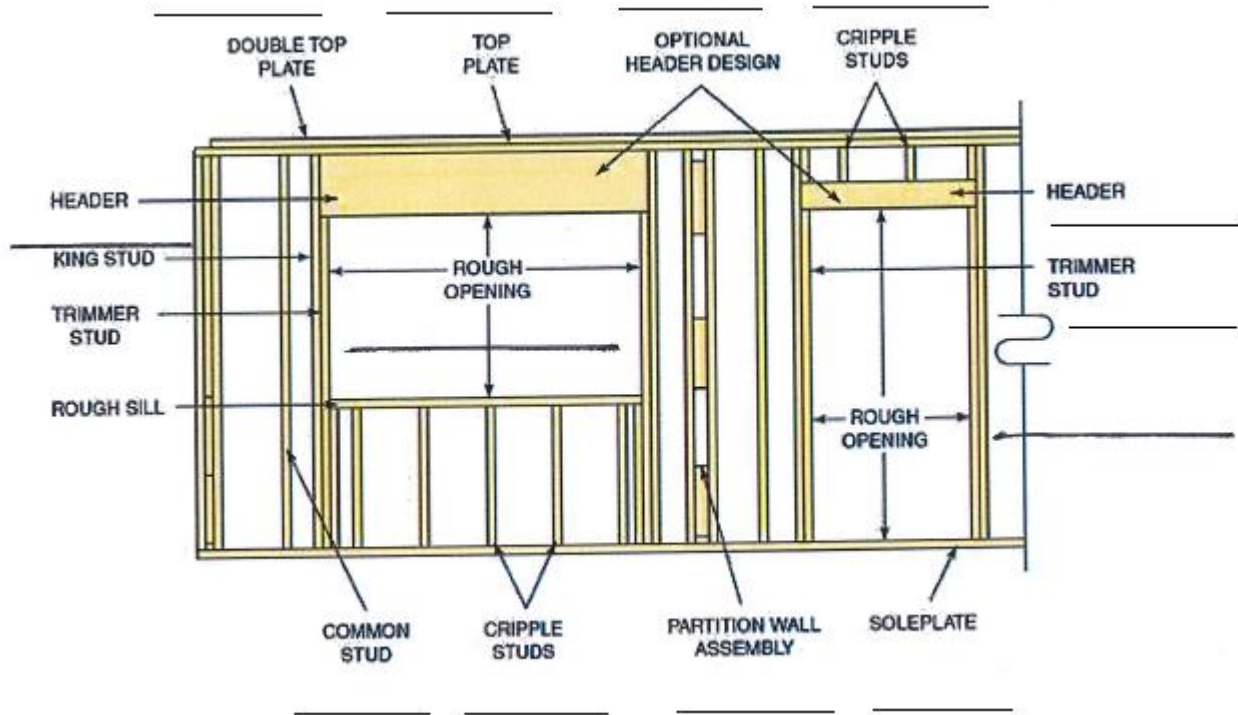 DOUBLE TOP
PLATE
TOP
PLATE
OPTIONAL
HEADER DESIGN
CRIPPLE
STUDS
HEADER
KING STUD
TRIMMER
STUD
ROUGH SILL
ROUGH
OPENING
HEADER
TRIMMER
STUD
ROUGH
OPENING
COMMON
STUD
CRIPPLE
STUDS
PARTITION WALL
ASSEMBLY
SOLEPLATE